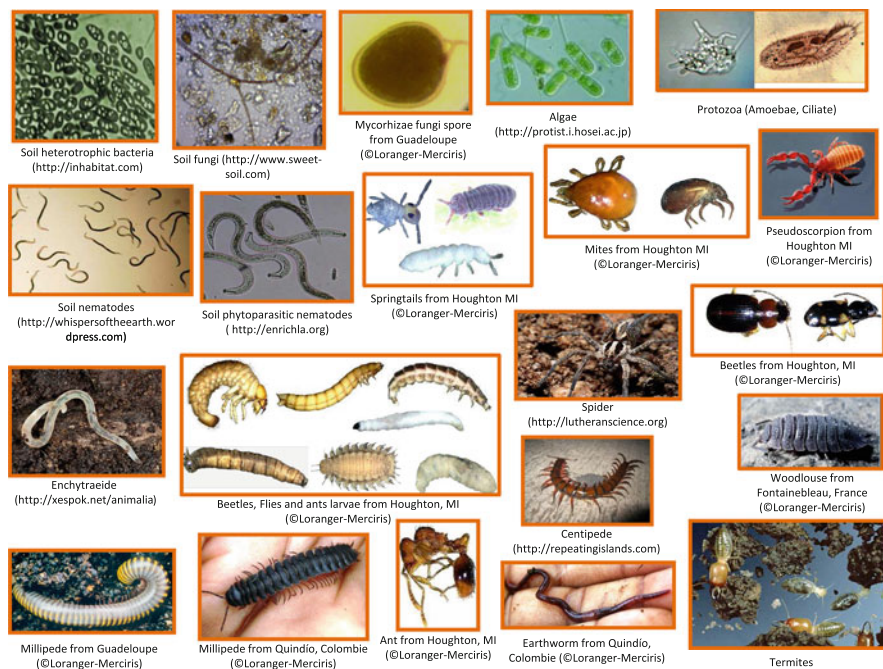 Soil heterotrophic bacteria
(http://inhabitat.com)
Soil fungi (http://www.sweet-
soil.com)
Mycorhizae fungi spore
from Guadeloupe
(©Loranger-Merciris)
Algae
(http://protist.i.hosei.ac.jp)
Protozoa (Amoebae, Ciliate)
Soil nematodes
(http://whispersoftheearth.wor
dpress.com)
Soil phytoparasitic nematodes
( http://enrichla.org)
Springtails from Houghton MI
(©Loranger-Merciris)
Mites from Houghton MI
(©Loranger-Merciris)
Pseudoscorpion from
Houghton MI
(©Loranger-Merciris)
Enchytraeide
(http://xespok.net/animalia)
Beetles, Flies and ants larvae from Houghton, MI
(©Loranger-Merciris)
Spider
(http://lutheranscience.org)
Beetles from Houghton, MI
(©Loranger-Merciris)
Centipede
(http://repeatingislands.com)
Woodlouse from
Fontainebleau, France
(©Loranger-Merciris)
Millipede from Guadeloupe
(©Loranger-Merciris)
Millipede from Quindío, Colombie
(©Loranger-Merciris)
Ant from Houghton, MI
(©Loranger-Merciris)
Earthworm from Quindío,
Colombie (©Loranger-Merciris)
Termites